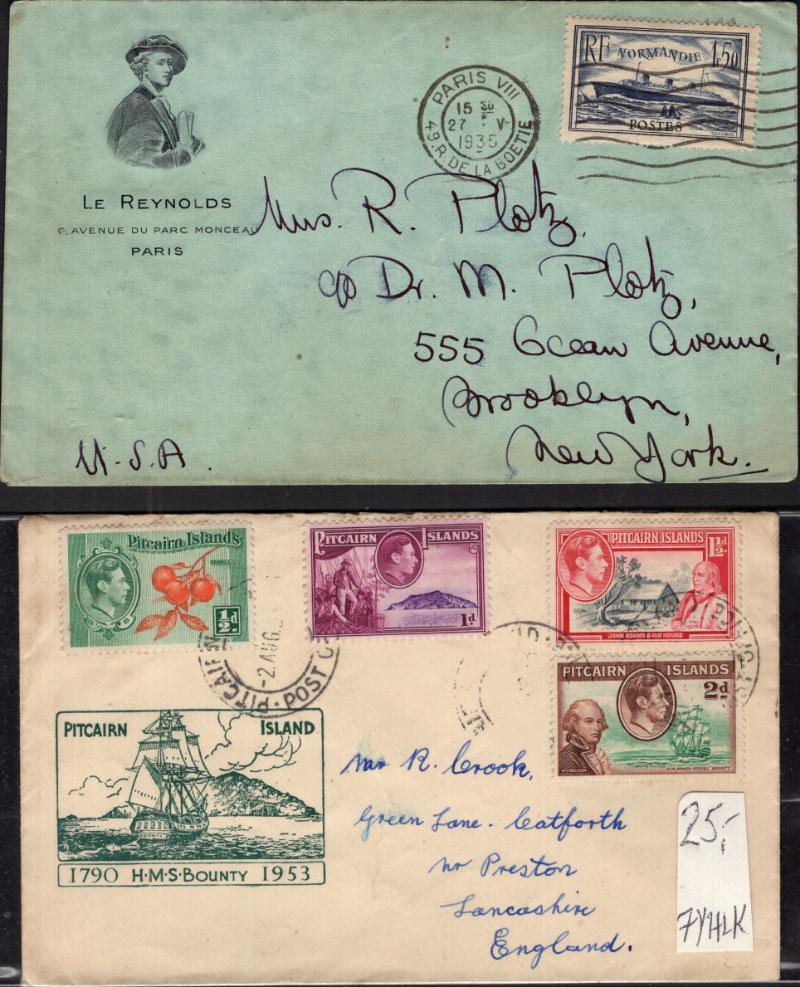 LE REYNOLDS
6, AVENUE DU PARC MONCEAU
PARIS
PARIS VIII
15 30
27 V
1935
49. R. DE LA BOETIE
RF NORMANDIE 1,50
POSTES
Mrs. R. Plotz,
c/o Dr. M. Plotz,
555 Ocean Avenue,
Brooklyn,
New York.
U.S.A.
Pitcairn Islands
½d
PITCAIRN ISLANDS
1d
PITCAIRN ISLANDS 1½d
JOHN ADAMS & HIS HOUSE
PITCAIRN ISLANDS
2d
-2 AUG
POST
PITCAIRN ISLAND
1790 H·M·S·BOUNTY 1953
Mr R. Crook,
Green Lane. Catforth
nr Preston
Lancashire
England.
25,-
7YHLK